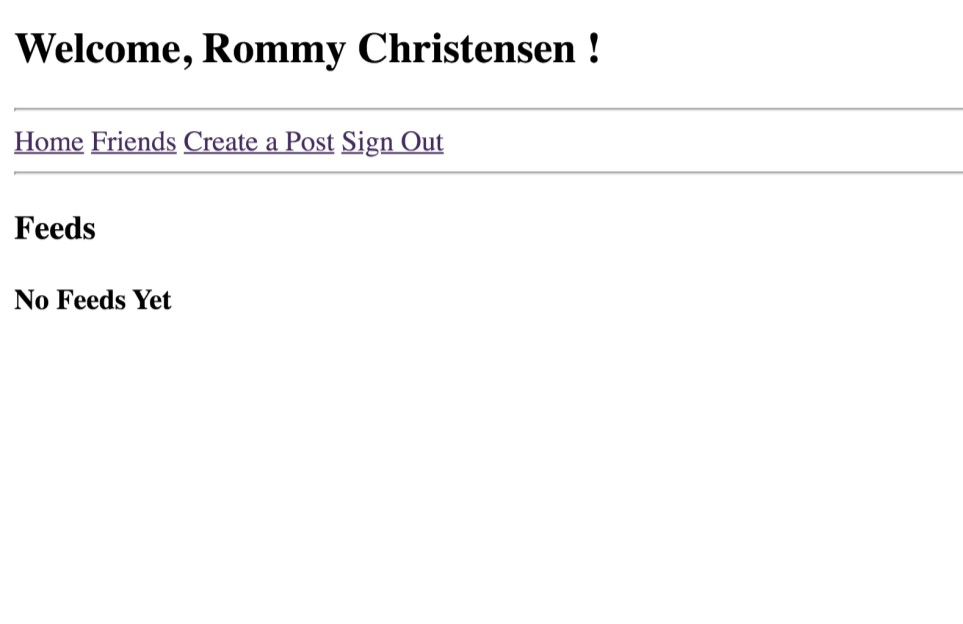 Welcome, Rommy Christensen !
Home Friends Create a Post Sign Out
Feeds
No Feeds Yet